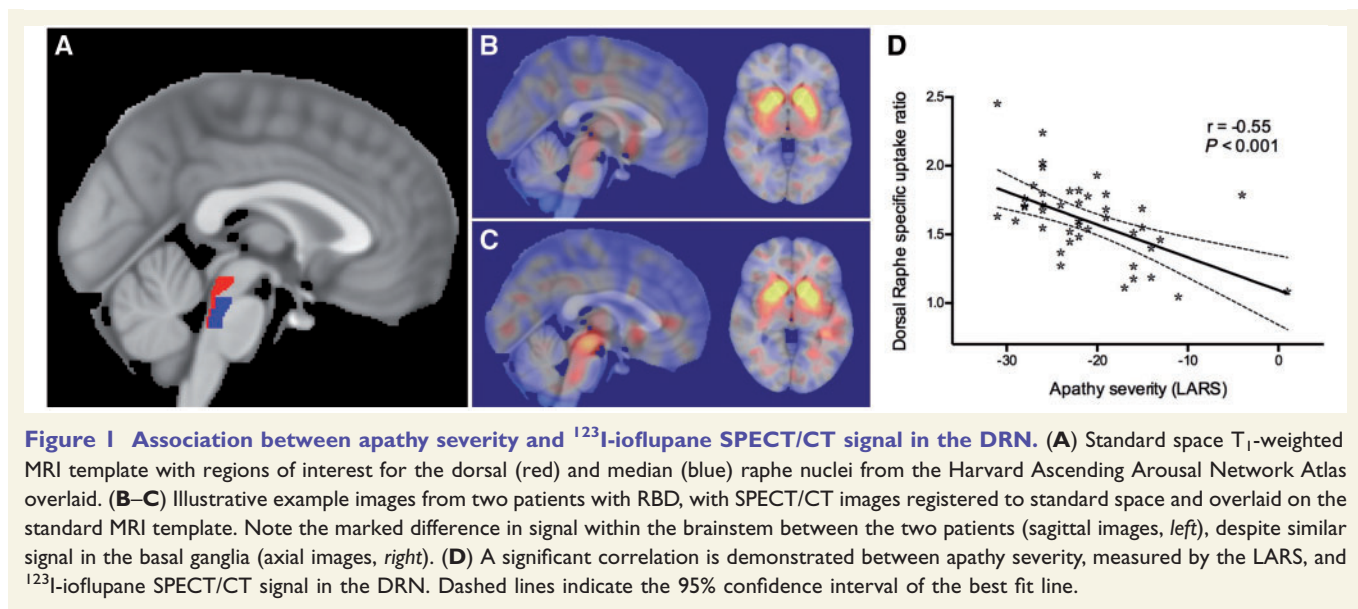 A
B
C
D
Dorsal Raphe specific uptake ratio
2.5
2.0
1.5
1.0
r = -0.55
P < 0.001
-30
-20
-10
0
Apathy severity (LARS)
Figure 1 Association between apathy severity and ¹²³I-ioflupane SPECT/CT signal in the DRN. (A) Standard space T₁-weighted
MRI template with regions of interest for the dorsal (red) and median (blue) raphe nuclei from the Harvard Ascending Arousal Network Atlas
overlaid. (B–C) Illustrative example images from two patients with RBD, with SPECT/CT images registered to standard space and overlaid on the
standard MRI template. Note the marked difference in signal within the brainstem between the two patients (sagittal images, left), despite similar
signal in the basal ganglia (axial images, right). (D) A significant correlation is demonstrated between apathy severity, measured by the LARS, and
¹²³I-ioflupane SPECT/CT signal in the DRN. Dashed lines indicate the 95% confidence interval of the best fit line.